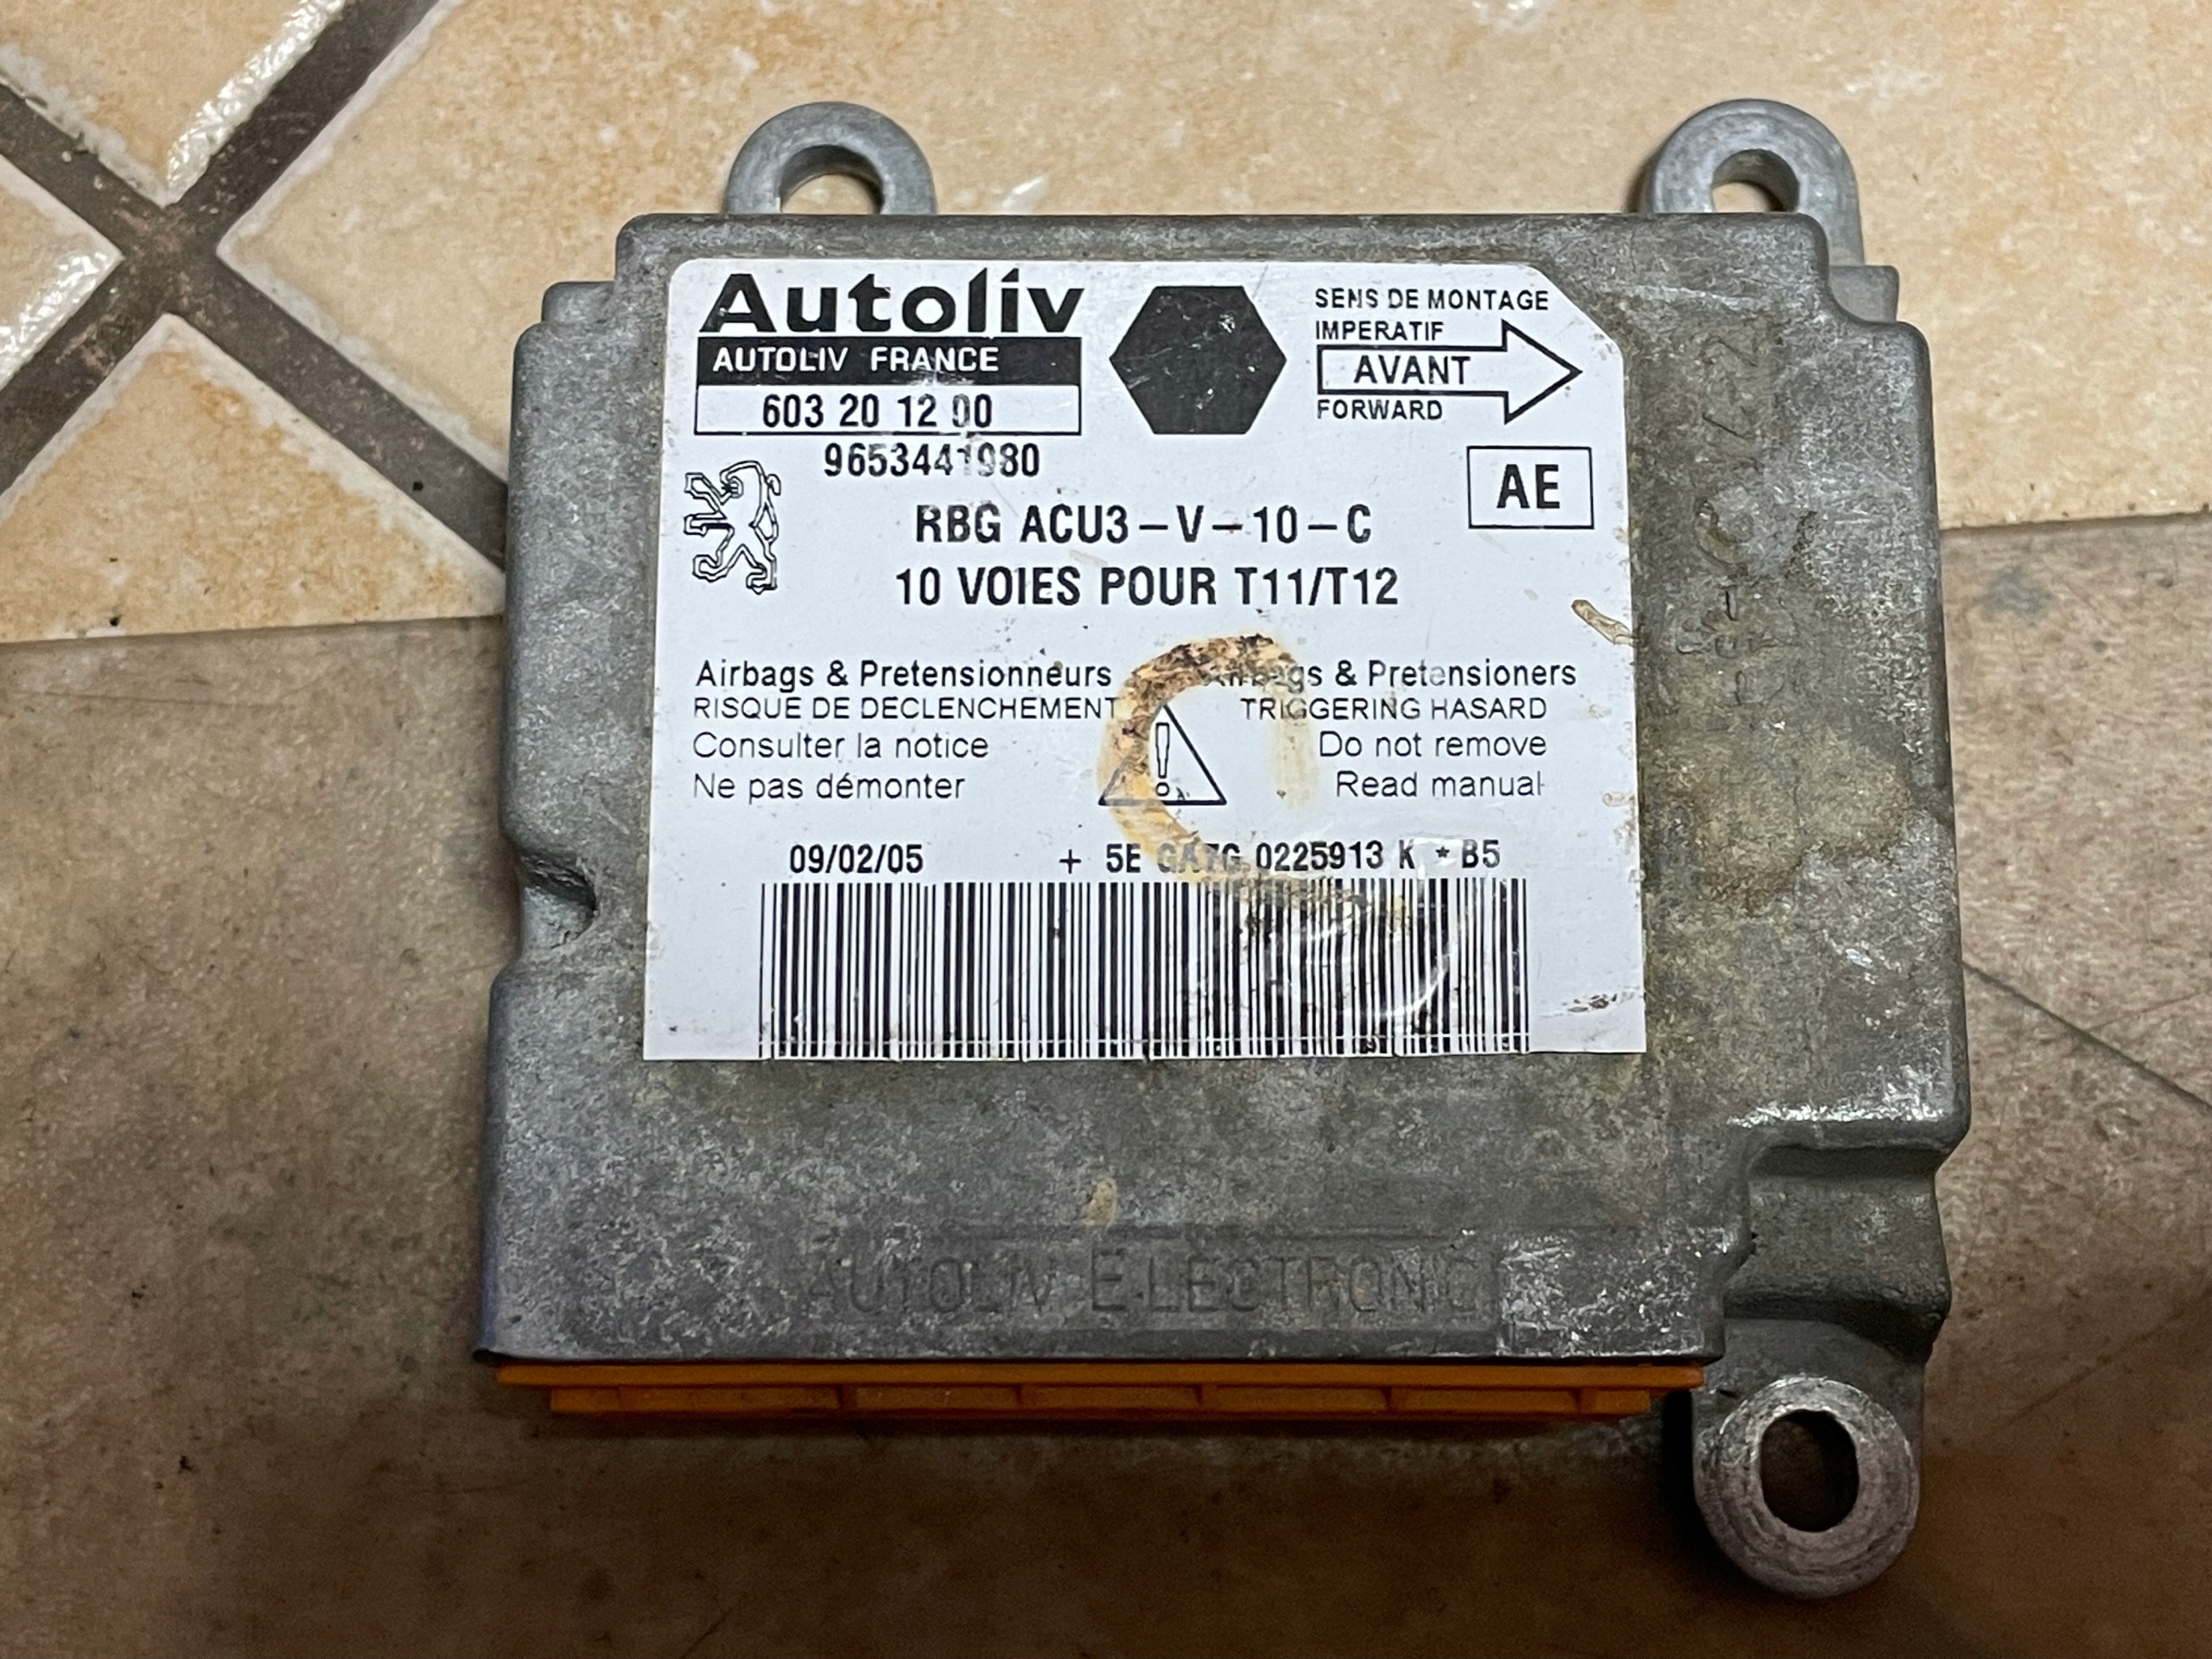 Autoliv
AUTOLIV FRANCE
603 20 12 00
9653441980
SENS DE MONTAGE
IMPERATIF
AVANT
FORWARD
AE
RBG ACU3-V-10-C
10 VOIES POUR T11/T12
Airbags & Pretensionneurs
RISQUE DE DECLENCHEMENT
Consulter la notice
Ne pas démonter
Airbags & Pretensioners
TRIGGERING HASARD
Do not remove
Read manual
09/02/05 + 5E 0225913 K * B5
AUTOLIV ELECTRONIC